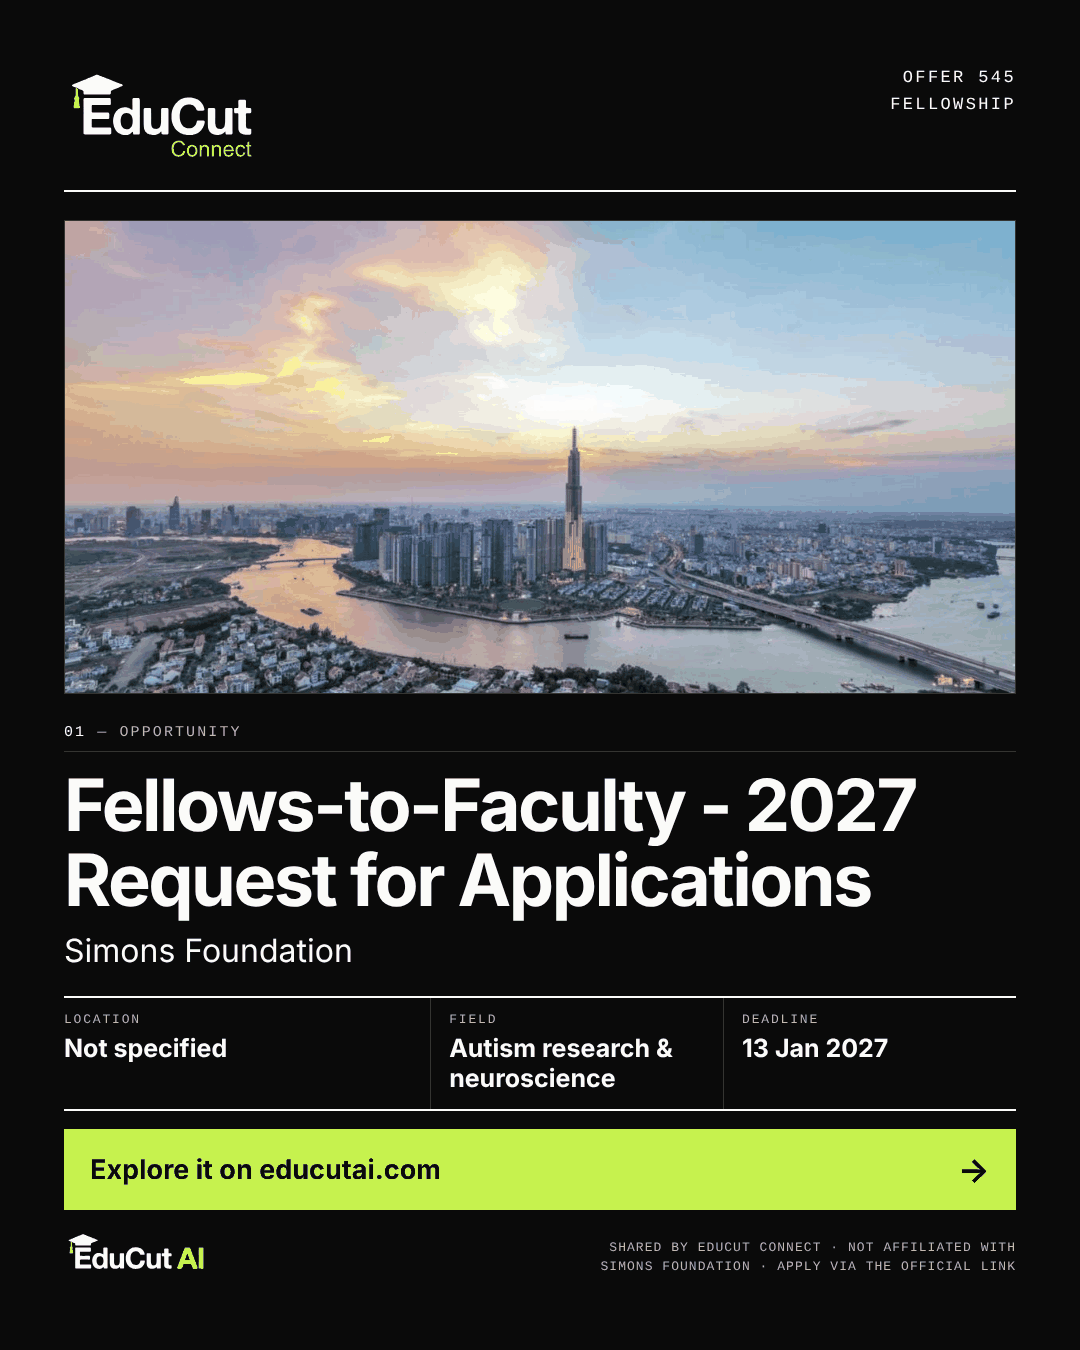 EduCut
Connect
OFFER 545
FELLOWSHIP
01 — OPPORTUNITY
Fellows-to-Faculty - 2027
Request for Applications
Simons Foundation
LOCATION
Not specified
FIELD
Autism research &
neuroscience
DEADLINE
13 Jan 2027
Explore it on educutai.com →
EduCut AI
SHARED BY EDUCUT CONNECT · NOT AFFILIATED WITH
SIMONS FOUNDATION · APPLY VIA THE OFFICIAL LINK